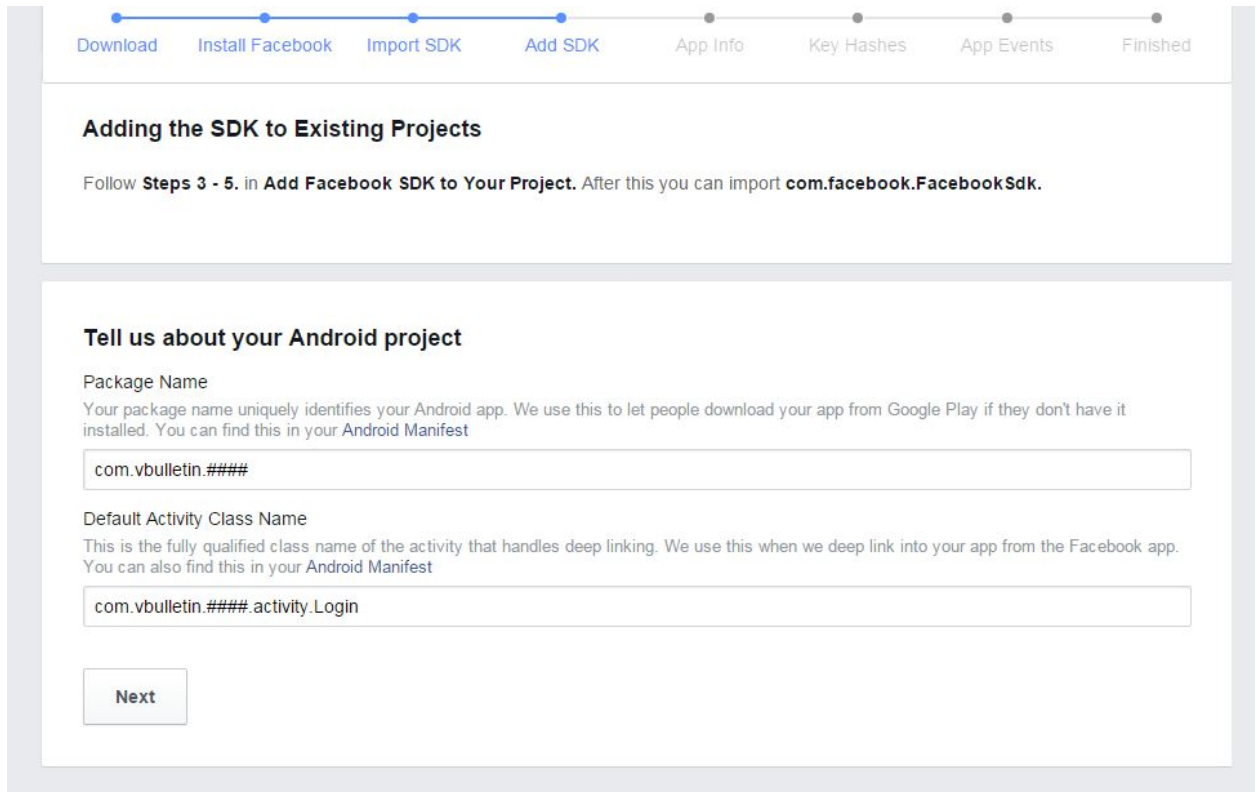 Download Install Facebook Import SDK Add SDK App Info Key Hashes App Events Finished
Adding the SDK to Existing Projects
Follow Steps 3 - 5. in Add Facebook SDK to Your Project. After this you can import com.facebook.FacebookSdk.
Tell us about your Android project
Package Name
Your package name uniquely identifies your Android app. We use this to let people download your app from Google Play if they don't have it
installed. You can find this in your Android Manifest
com.vbulletin.####
Default Activity Class Name
This is the fully qualified class name of the activity that handles deep linking. We use this when we deep link into your app from the Facebook app.
You can also find this in your Android Manifest
com.vbulletin.####.activity.Login
Next